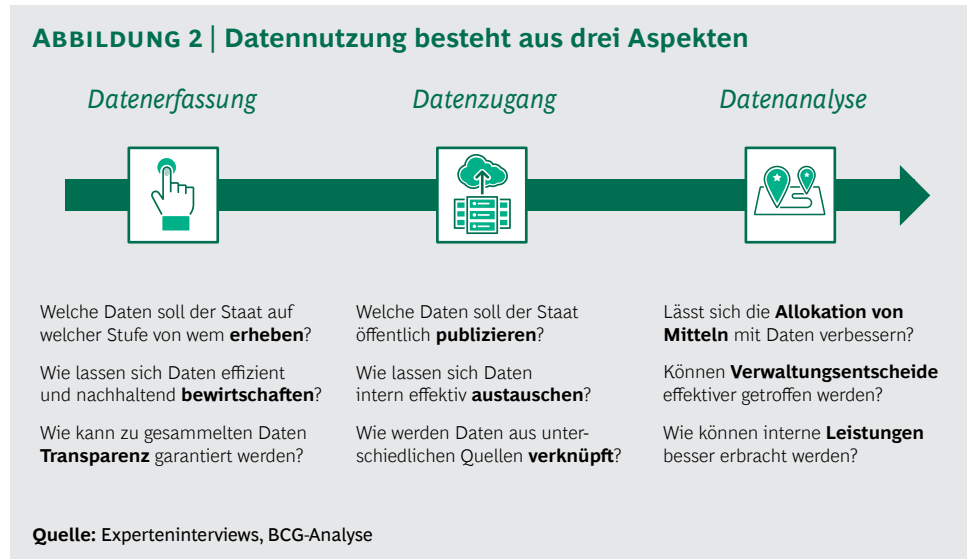 ABBILDUNG 2 | Datennutzung besteht aus drei Aspekten
Datenerfassung
Datenzugang
Datenanalyse
Welche Daten soll der Staat auf
welcher Stufe von wem erheben?
Wie lassen sich Daten effizient
und nachhaltend bewirtschaften?
Wie kann zu gesammelten Daten
Transparenz garantiert werden?
Welche Daten soll der Staat
öffentlich publizieren?
Wie lassen sich Daten
intern effektiv austauschen?
Wie werden Daten aus unter-
schiedlichen Quellen verknüpft?
Lässt sich die Allokation von
Mitteln mit Daten verbessern?
Können Verwaltungsentscheide
effektiver getroffen werden?
Wie können interne Leistungen
besser erbracht werden?
Quelle: Experteninterviews, BCG-Analyse